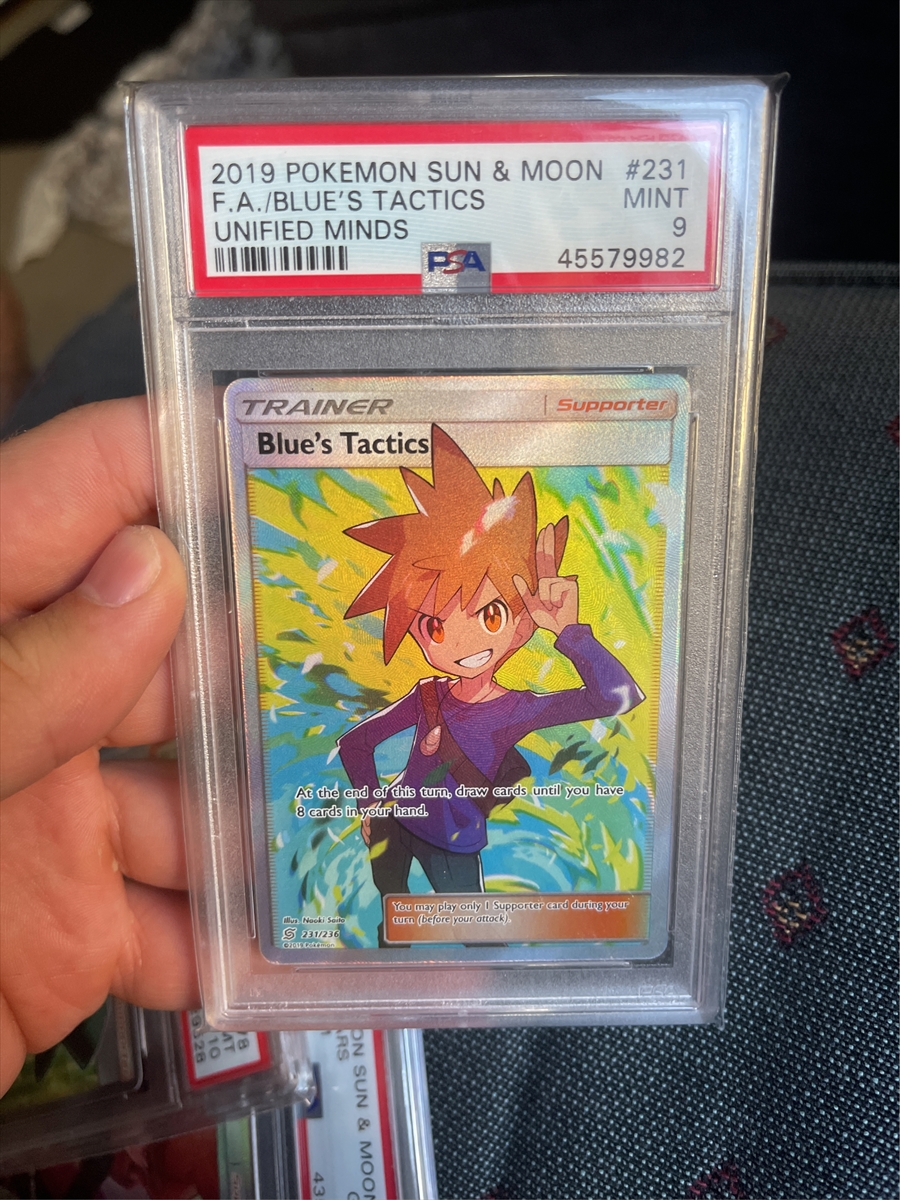 2019 POKEMON SUN & MOON #231
F.A./BLUE'S TACTICS MINT
UNIFIED MINDS 9
PSA 45579982
TRAINER Supporter
Blue's Tactics
At the end of this turn, draw cards until you have
8 cards in your hand.
You may play only 1 Supporter card during your
turn (before your attack).
Illus. Naoki Saito
231/236
©2019 Pokémon
ON SUN & MOON